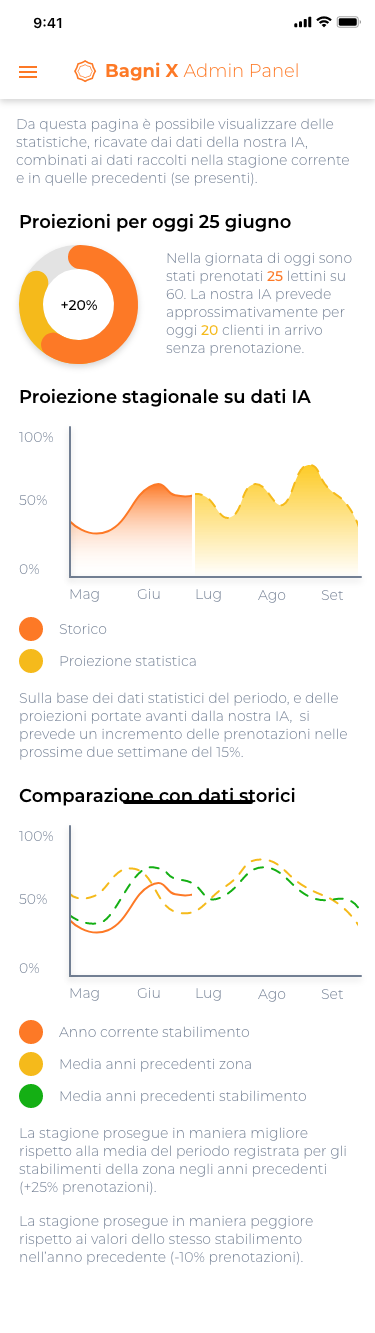 9:41
Bagni X Admin Panel
Da questa pagina è possibile visualizzare delle
statistiche, ricavate dai dati della nostra IA,
combinati ai dati raccolti nella stagione corrente
e in quelle precedenti (se presenti).
Proiezioni per oggi 25 giugno
+20%
Nella giornata di oggi sono
stati prenotati 25 lettini su
60. La nostra IA prevede
approssimativamente per
oggi 20 clienti in arrivo
senza prenotazione.
Proiezione stagionale su dati IA
100%
50%
0%
Mag Giu Lug Ago Set
Storico
Proiezione statistica
Sulla base dei dati statistici del periodo, e delle
proiezioni portate avanti dalla nostra IA, si
prevede un incremento delle prenotazioni nelle
prossime due settimane del 15%.
Comparazione con dati storici
100%
50%
0%
Mag Giu Lug Ago Set
Anno corrente stabilimento
Media anni precedenti zona
Media anni precedenti stabilimento
La stagione prosegue in maniera migliore
rispetto alla media del periodo registrata per gli
stabilimenti della zona negli anni precedenti
(+25% prenotazioni).
La stagione prosegue in maniera peggiore
rispetto ai valori dello stesso stabilimento
nell'anno precedente (-10% prenotazioni).